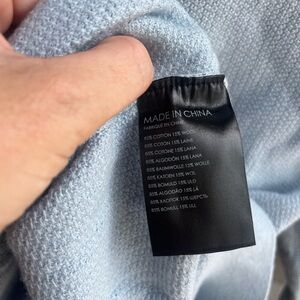 MADE IN CHINA
FABRIQUÉ EN CHINE
85% COTTON 15% WOOL
85% COTON 15% LAINE
85% COTONE 15% LANA
85% ALGODÓN 15% LANA
85% BAUMWOLLE 15% WOLLE
85% KATOEN 15% WOL
85% BOMULD 15% ULD
85% ALGODÃO 15% LÃ
85% ХЛОПОК 15% ШЕРСТЬ
85% BOMULL 15% ULL